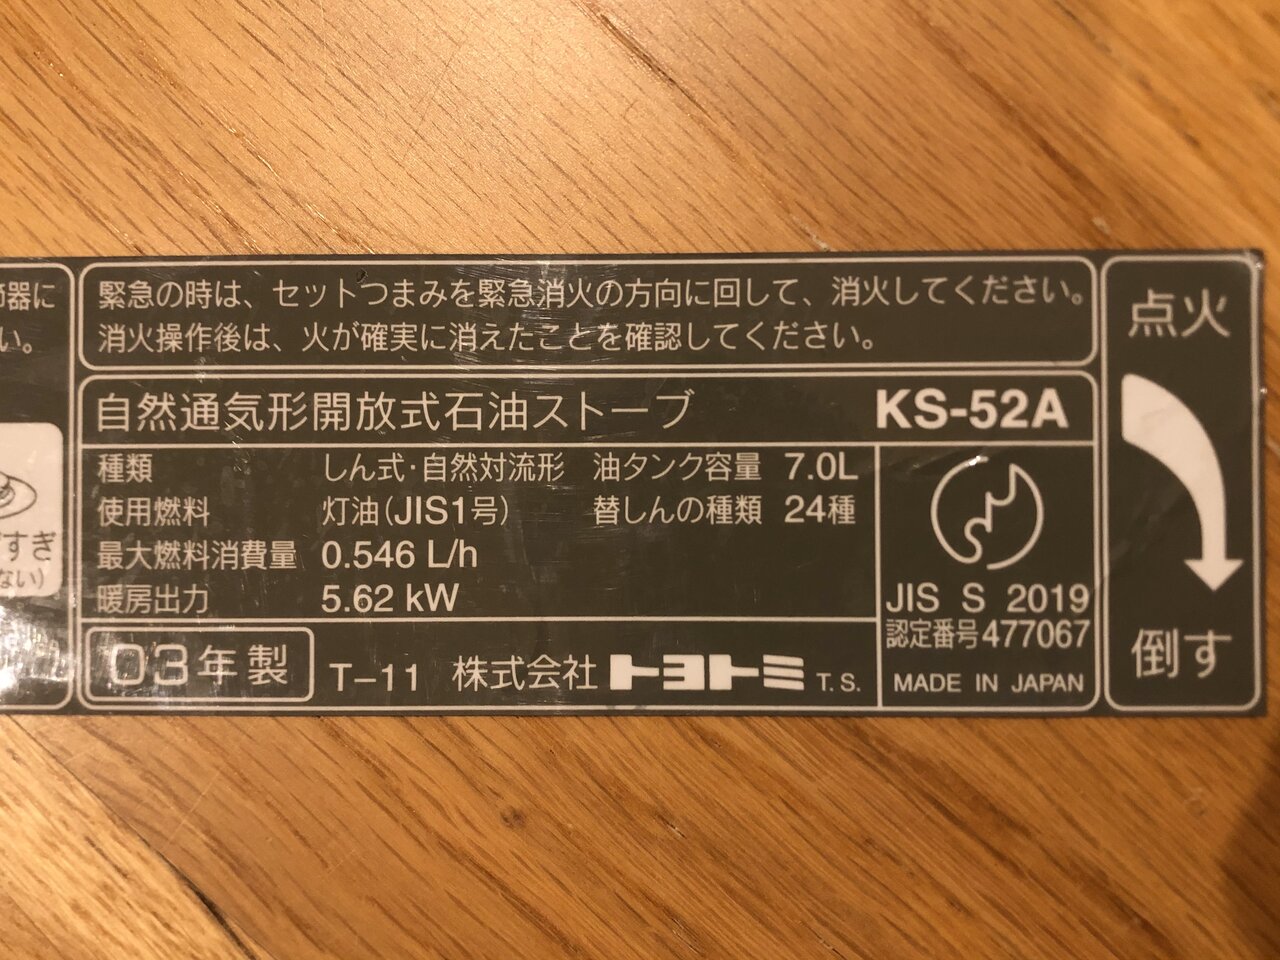 器に
い。
すぎ
ない)
緊急の時は、セットつまみを緊急消火の方向に回して、消火してください。
消火操作後は、火が確実に消えたことを確認してください。
自然通気形開放式石油ストーブ KS-52A
種類 しん式・自然対流形 油タンク容量 7.0L
使用燃料 灯油(JIS1号) 替しんの種類 24種
最大燃料消費量 0.546 L/h
暖房出力 5.62 kW
JIS S 2019
認定番号477067
MADE IN JAPAN
03年製 T-11 株式会社トヨトミ T.S.
点火
倒す